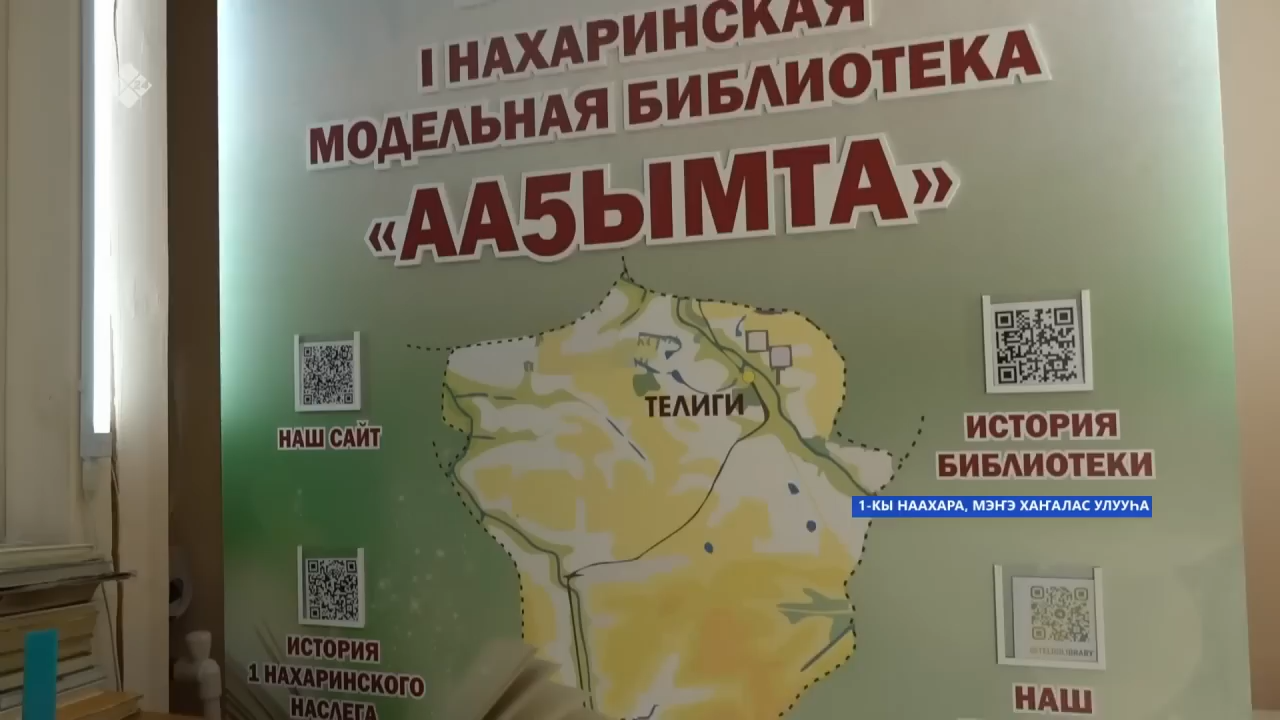 I НАХАРИНСКАЯ
МОДЕЛЬНАЯ БИБЛИОТЕКА
«АА5ЫМТА»
ТЕЛИГИ
НАШ САЙТ
ИСТОРИЯ
БИБЛИОТЕКИ
1-КЫ НААХАРА, МЭҤЭ ХАҤАЛАС УЛУУҺА
ИСТОРИЯ
1 НАХАРИНСКОГО
НАСЛЕГА
НАШ